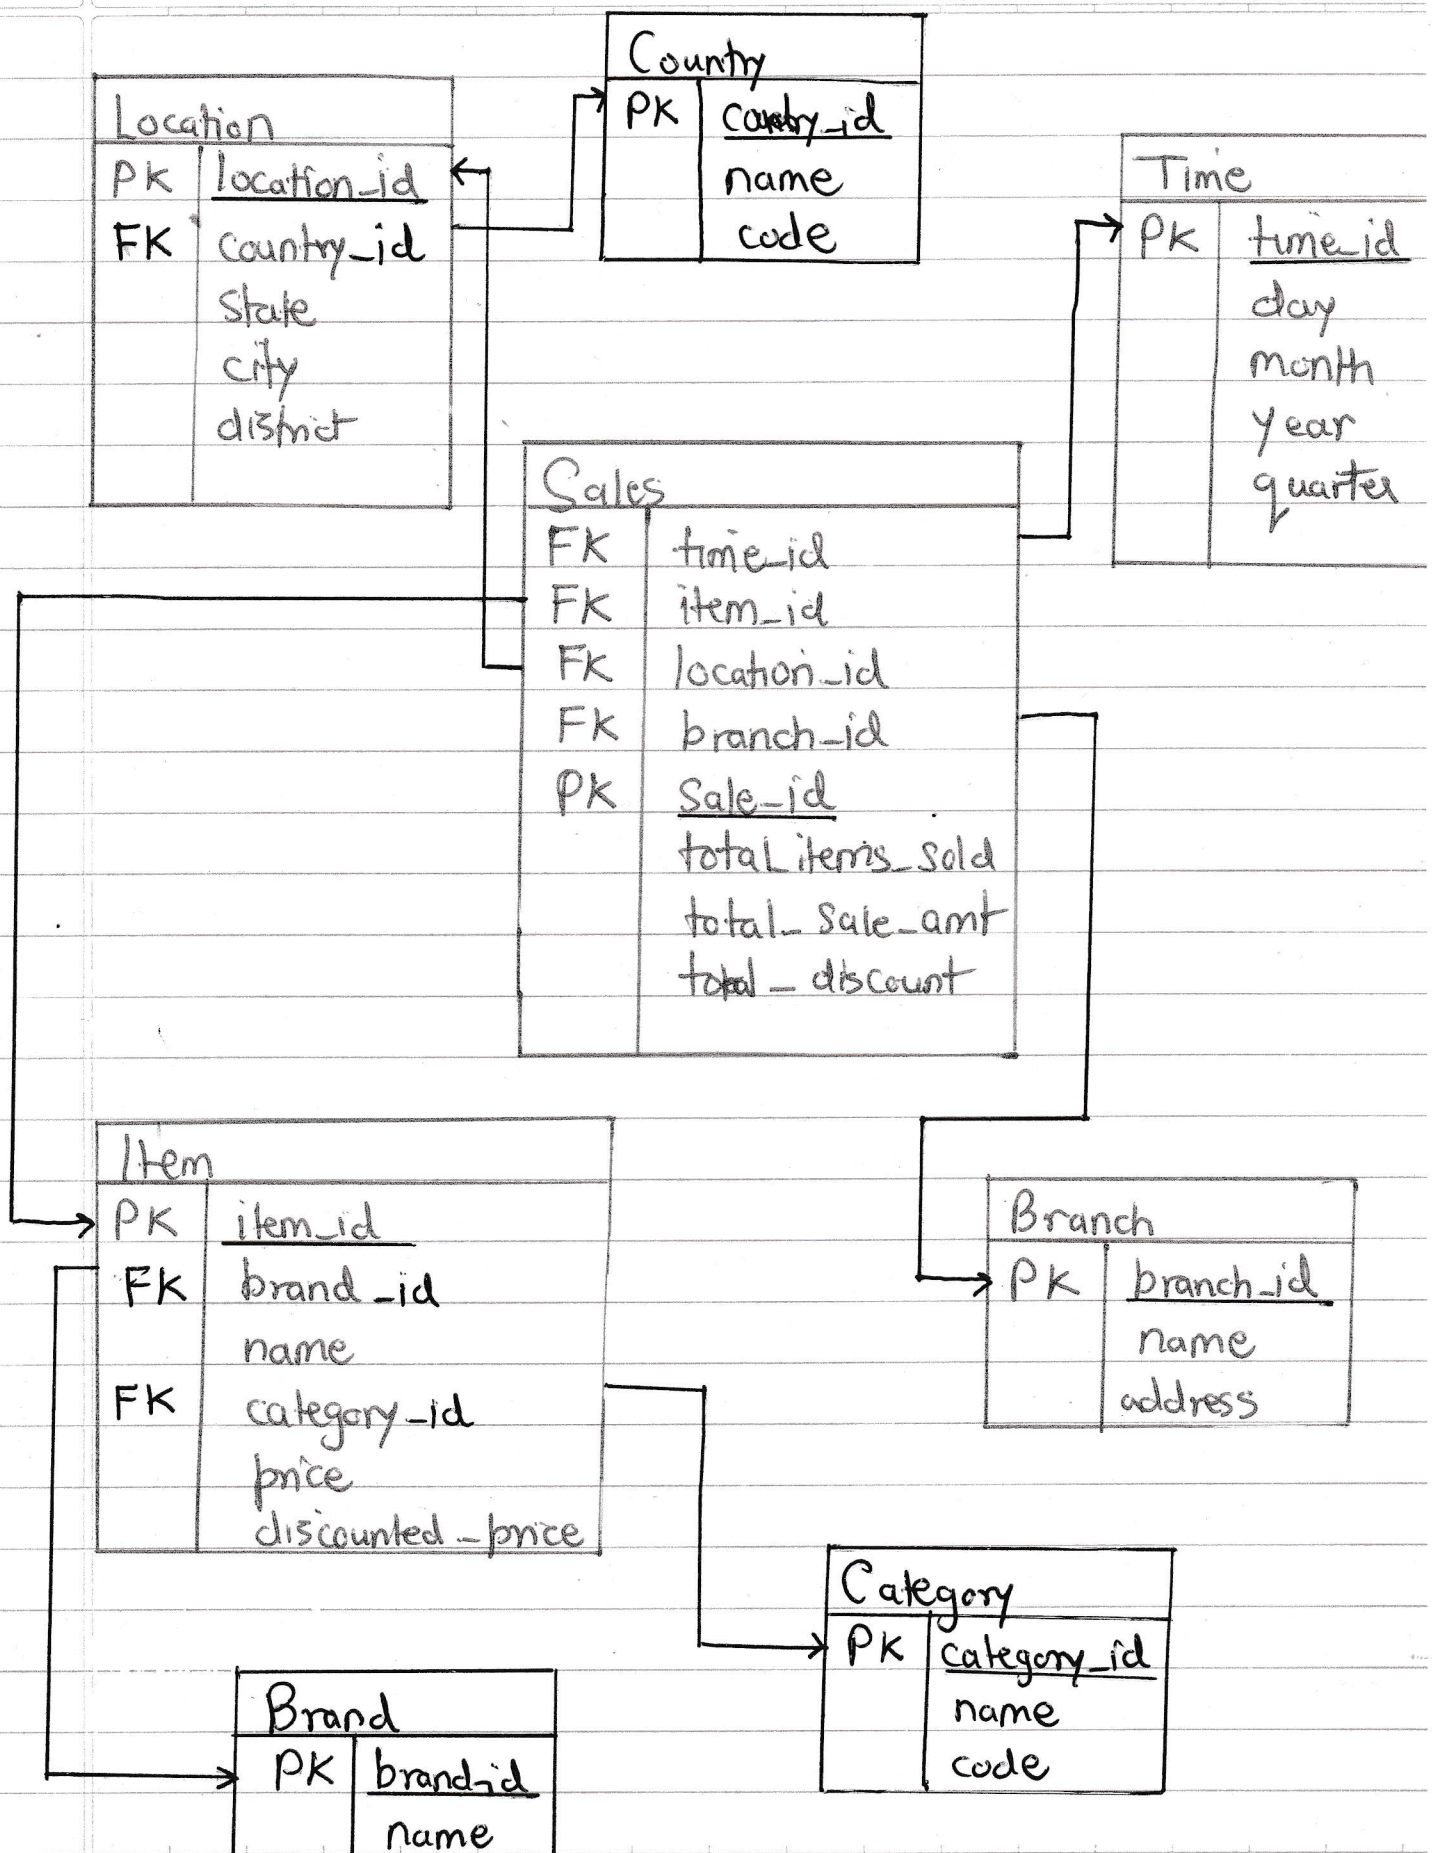 Country
PK country_id
name
code
Location
PK location_id
FK country_id
state
city
district
Time
PK time_id
day
month
year
quarter
Sales
FK time_id
FK item_id
FK location_id
FK branch_id
PK Sale_id
total_items_sold
total_sale_amt
total_discount
Item
PK item_id
FK brand_id
name
FK category_id
price
discounted_price
Branch
PK branch_id
name
address
Category
PK category_id
name
code
Brand
PK brand_id
name